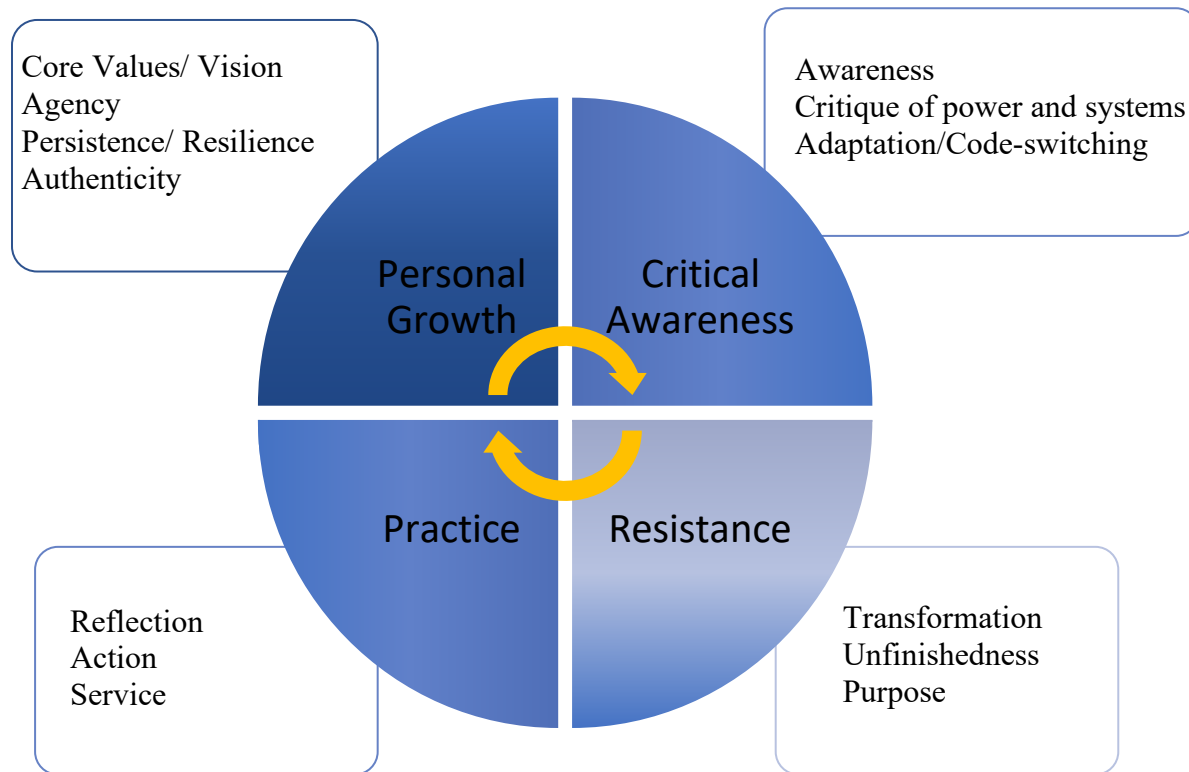 Core Values/ Vision
Agency
Persistence/ Resilience
Authenticity
Awareness
Critique of power and systems
Adaptation/Code-switching
Personal
Growth
Critical
Awareness
Practice
Resistance
Reflection
Action
Service
Transformation
Unfinishedness
Purpose